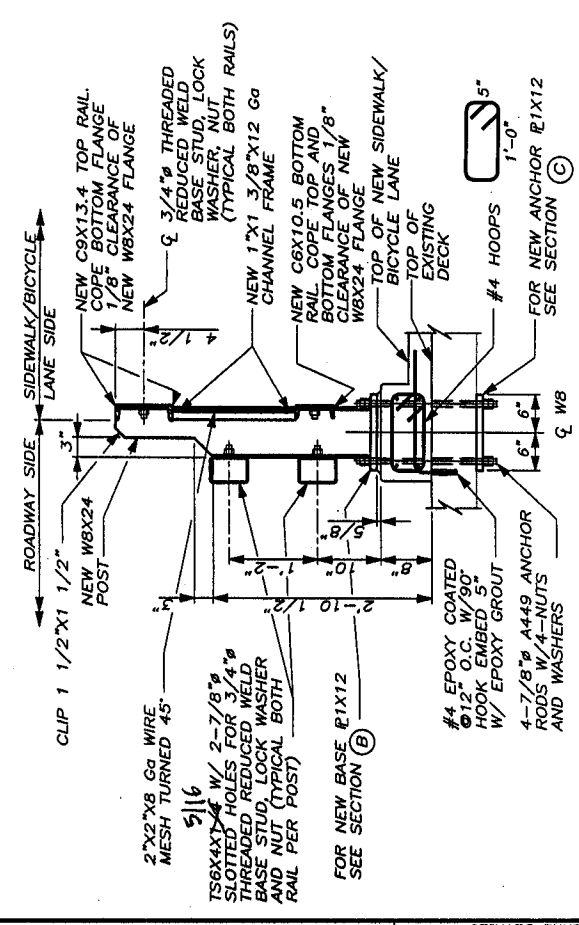 ROADWAY SIDE
SIDEWALK/BICYCLE
LANE SIDE
CLIP 1 1/2"X1 1/2"
NEW W8X24
POST
2"X2"X8 Ga WIRE
MESH TURNED 45°
5/16
TS6X4X1/4 W/ 2-7/8"ø
SLOTTED HOLES FOR 3/4"ø
THREADED REDUCED WELD
BASE STUD, LOCK WASHER
AND NUT (TYPICAL BOTH
RAIL PER POST)
FOR NEW BASE ℙ1X12
SEE SECTION B
#4 EPOXY COATED
@12" O.C. W/90°
HOOK EMBED 5"
W/ EPOXY GROUT
4-7/8"ø A449 ANCHOR
RODS W/4-NUTS
AND WASHERS
3"
3"
2'-10 1/2"
1'-2"
10"
8"
5/8"
4 1/2"
6"
6"
℄ W8
NEW C9X13.4 TOP RAIL.
COPE BOTTOM FLANGE
1/8" CLEARANCE OF
NEW W8X24 FLANGE
℄ 3/4"ø THREADED
REDUCED WELD
BASE STUD, LOCK
WASHER, NUT
(TYPICAL BOTH RAILS)
NEW 1"X1 3/8"X12 Ga
CHANNEL FRAME
NEW C6X10.5 BOTTOM
RAIL. COPE TOP AND
BOTTOM FLANGES 1/8"
CLEARANCE OF NEW
W8X24 FLANGE
TOP OF NEW SIDEWALK/
BICYCLE LANE
TOP OF
EXISTING
DECK
#4 HOOPS
5"
1'-0"
FOR NEW ANCHOR ℙ1X12
SEE SECTION C